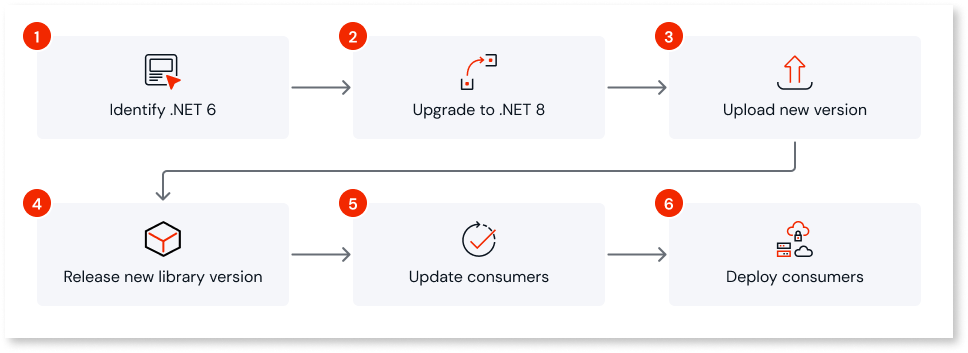 1
Identify .NET 6
2
Upgrade to .NET 8
3
Upload new version
4
Release new library version
5
Update consumers
6
Deploy consumers